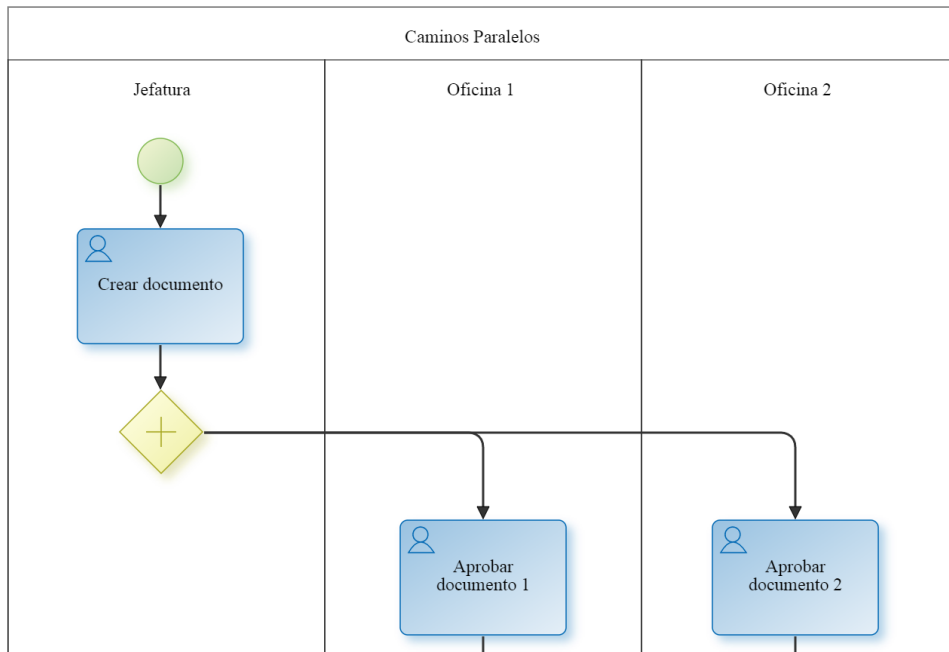 Caminos Paralelos
Jefatura
Oficina 1
Oficina 2
Crear documento
Aprobar
documento 1
Aprobar
documento 2